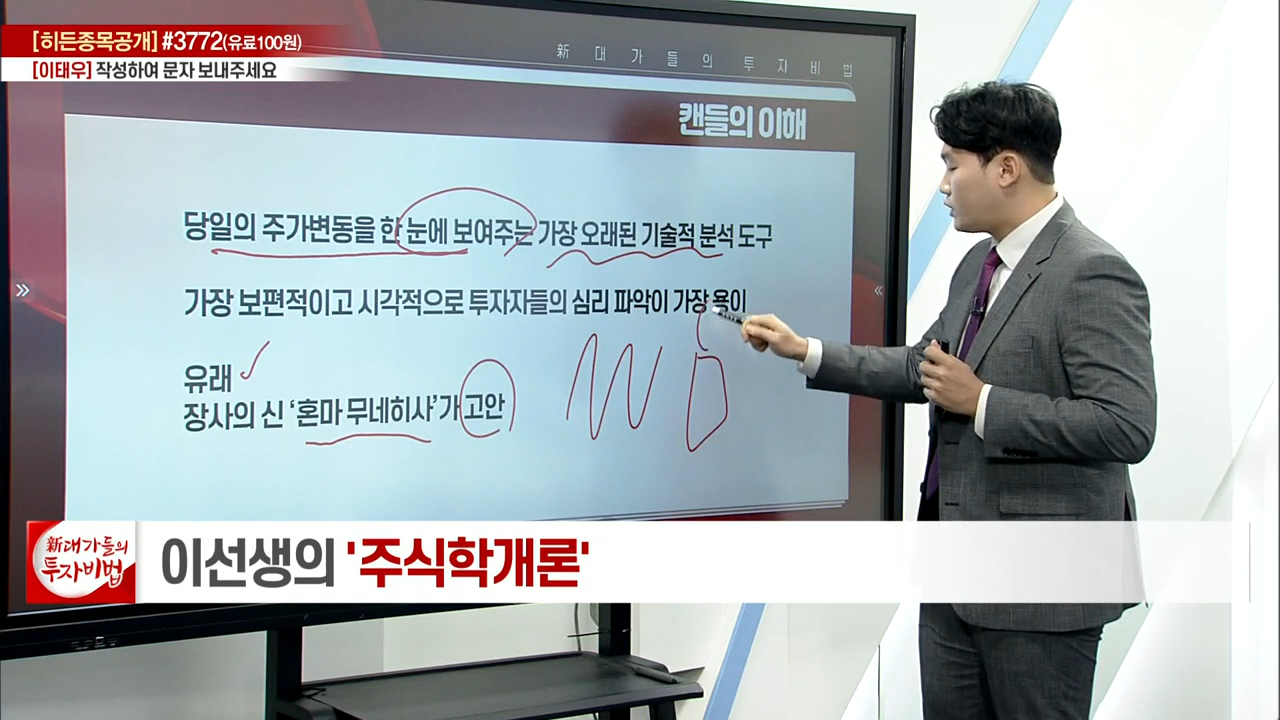 [히든종목공개] #3772(유료100원)
[이태우] 작성하여 문자 보내주세요
新 대가들의 투자비법
캔들의 이해
당일의 주가변동을 한 눈에 보여주는 가장 오래된 기술적 분석 도구
가장 보편적이고 시각적으로 투자자들의 심리 파악이 가장 용이
유래
장사의 신 '혼마 무네히사'가 고안
新대가들의
투자비법
이선생의 '주식학개론'